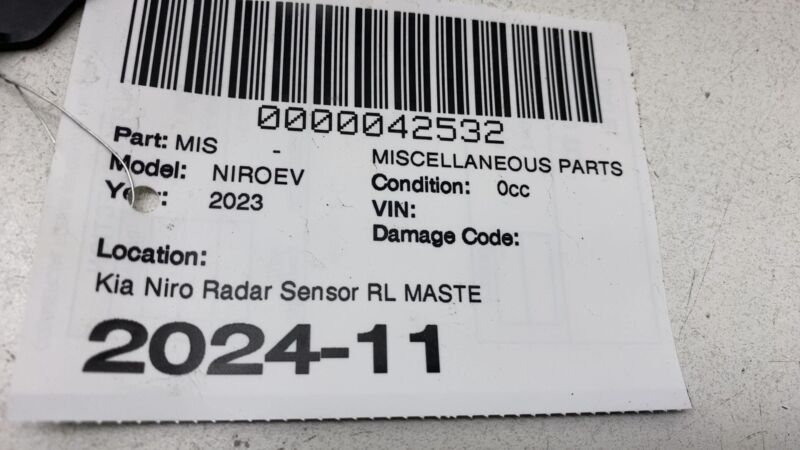 0000042532
Part: MIS -
MISCELLANEOUS PARTS
Model: NIROEV
Condition: 0cc
Year: 2023
VIN:
Damage Code:
Location:
Kia Niro Radar Sensor RL MASTE
2024-11